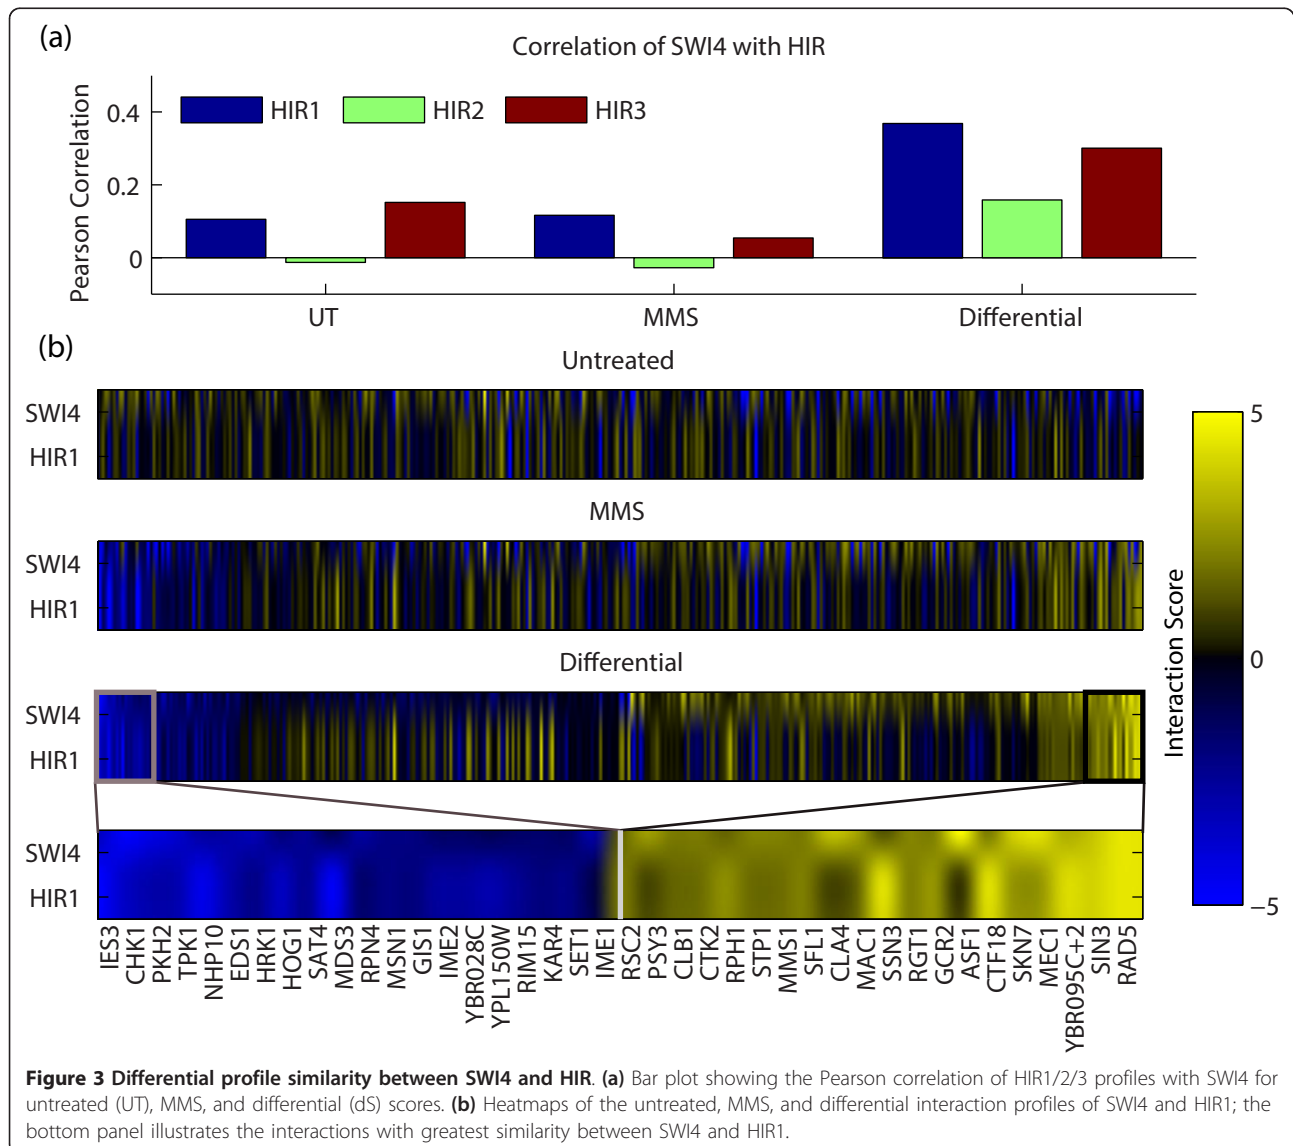 (a)
Correlation of SWI4 with HIR
Pearson Correlation
0.4
0.2
0
HIR1 HIR2 HIR3
UT MMS Differential
(b)
Untreated
SWI4
HIR1
MMS
SWI4
HIR1
Differential
SWI4
HIR1
SWI4
HIR1
Interaction Score
5
0
−5
IES3
CHK1
PKH2
TPK1
NHP10
EDS1
HRK1
HOG1
SAT4
MDS3
RPN4
MSN1
GIS1
IME2
YBR028C
YPL150W
RIM15
KAR4
SET1
IME1
RSC2
PSY3
CLB1
CTK2
RPH1
STP1
MMS1
SFL1
CLA4
MAC1
SSN3
RGT1
GCR2
ASF1
CTF18
SKN7
MEC1
YBR095C+2
SIN3
RAD5
Figure 3 Differential profile similarity between SWI4 and HIR. (a) Bar plot showing the Pearson correlation of HIR1/2/3 profiles with SWI4 for
untreated (UT), MMS, and differential (dS) scores. (b) Heatmaps of the untreated, MMS, and differential interaction profiles of SWI4 and HIR1; the
bottom panel illustrates the interactions with greatest similarity between SWI4 and HIR1.